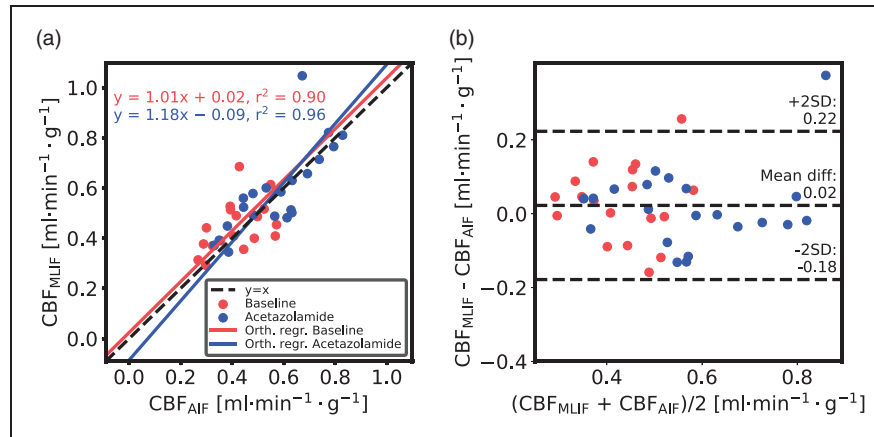 (a)
CBF_MLIF [ml·min⁻¹·g⁻¹]
1.0
0.8
0.6
0.4
0.2
0.0
y = 1.01x + 0.02, r² = 0.90
y = 1.18x − 0.09, r² = 0.96
y=x
Baseline
Acetazolamide
Orth. regr. Baseline
Orth. regr. Acetazolamide
0.0 0.2 0.4 0.6 0.8 1.0
CBF_AIF [ml·min⁻¹·g⁻¹]
(b)
CBF_MLIF - CBF_AIF [ml·min⁻¹·g⁻¹]
0.2
0.0
−0.2
−0.4
+2SD:
0.22
Mean diff:
0.02
-2SD:
-0.18
0.4 0.6 0.8
(CBF_MLIF + CBF_AIF)/2 [ml·min⁻¹·g⁻¹]